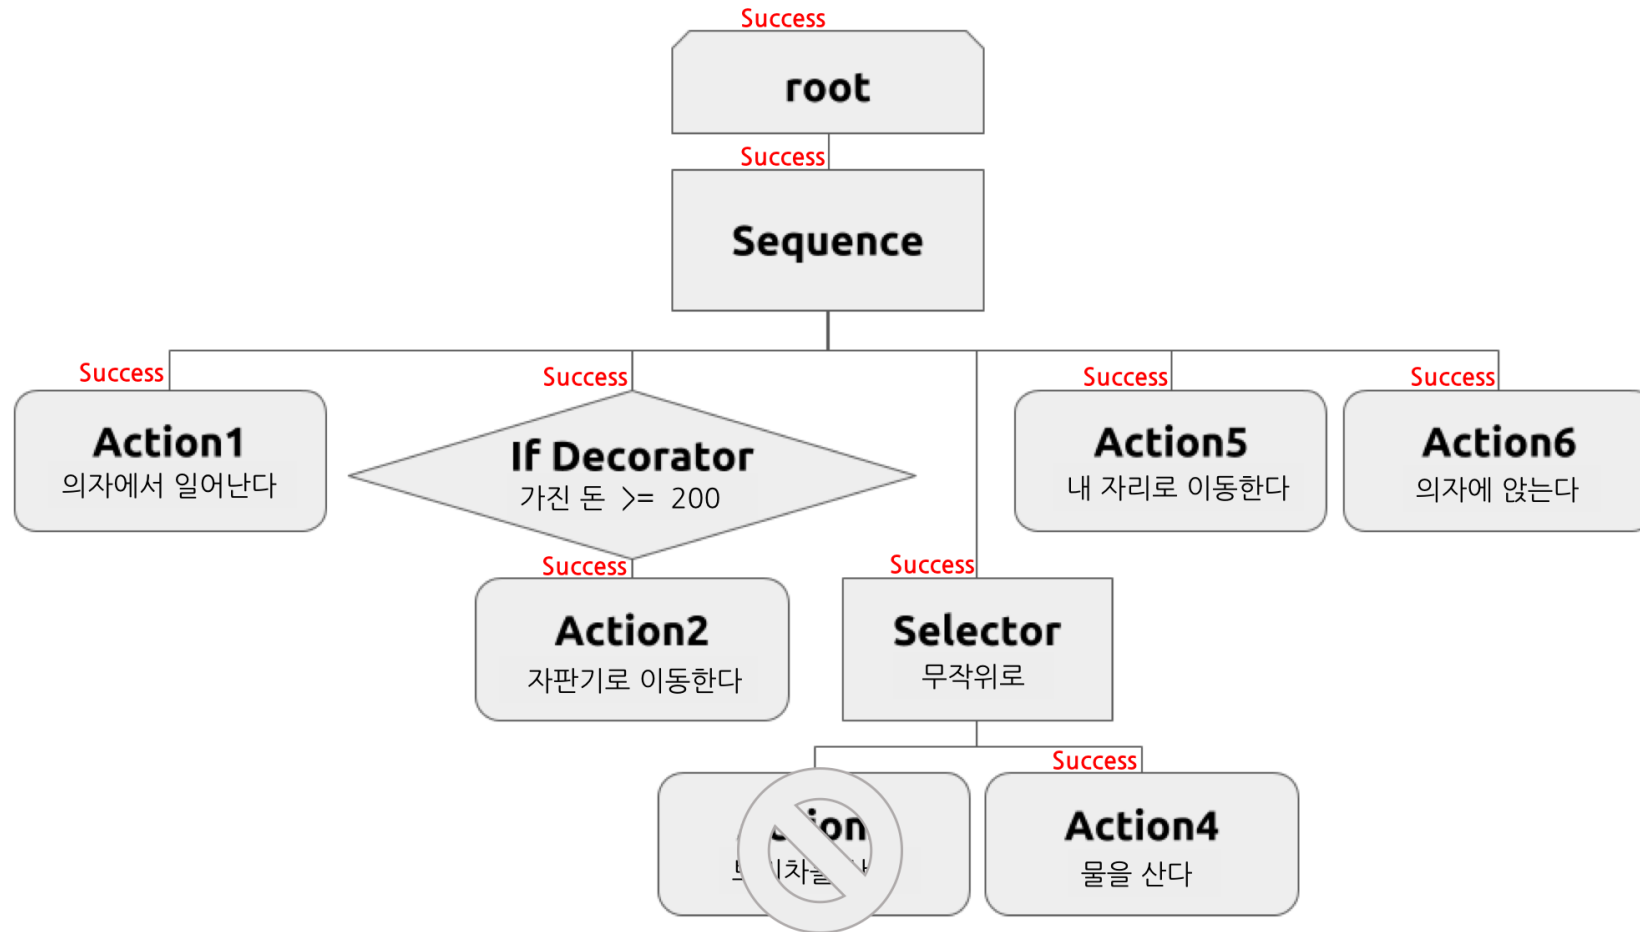 Success
root
Success
Sequence
Success
Action1
의자에서 일어난다
Success
If Decorator
가진 돈 >= 200
Success
Action5
내 자리로 이동한다
Success
Action6
의자에 앉는다
Success
Action2
자판기로 이동한다
Success
Selector
무작위로
Success
Action4
물을 산다